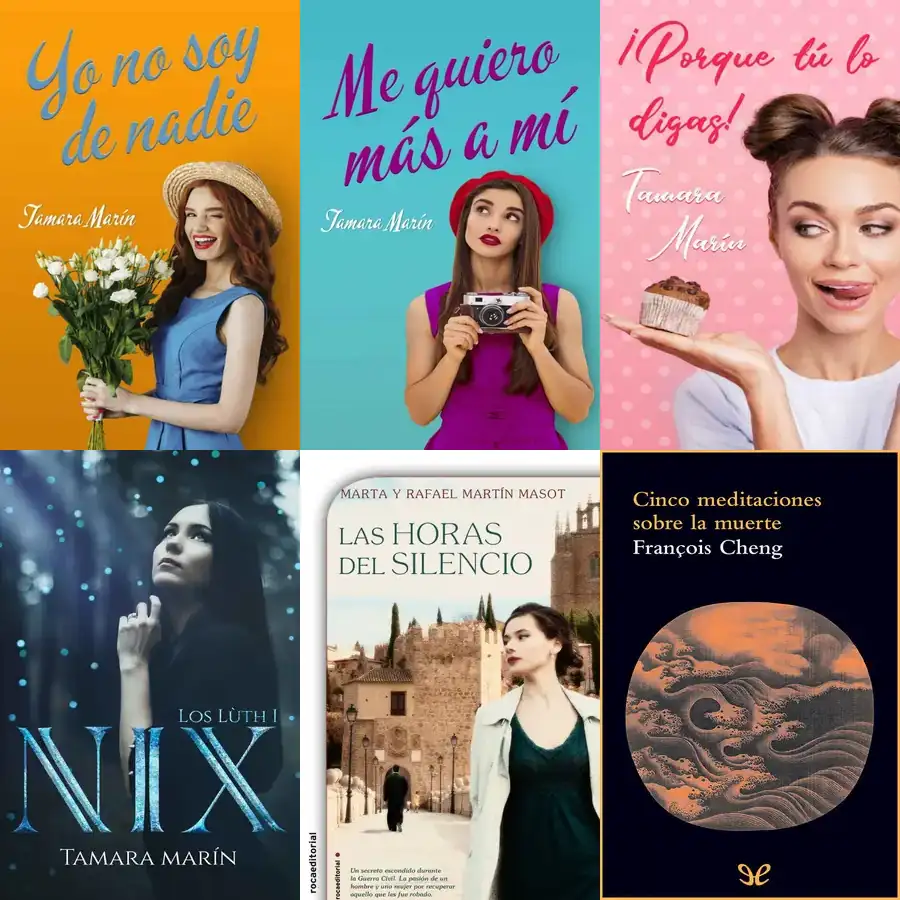 Yo no soy
de nadie
Tamara Marín
Me quiero
más a mí
Tamara Marín
¡Porque tú lo
digas!
Tamara
Marín
LOS LÙTH I
NIX
TAMARA MARÍN
MARTA Y RAFAEL MARTÍN MASOT
LAS HORAS
DEL SILENCIO
rocaeditorial
rocaeditorial
Un secreto escondido durante
la Guerra Civil. La pasión de un
hombre y una mujer por recuperar
aquello que les fue robado.
Cinco meditaciones
sobre la muerte
François Cheng